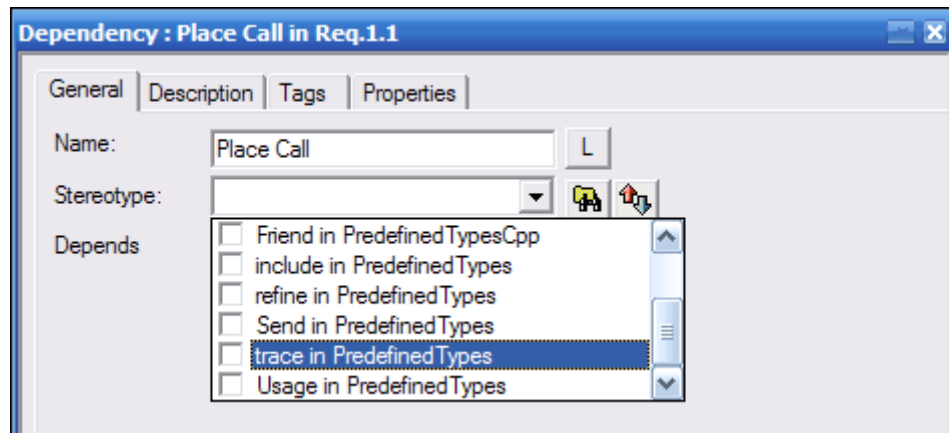 Dependency : Place Call in Req.1.1
General Description Tags Properties
Name: Place Call L
Stereotype:
Depends
Friend in PredefinedTypesCpp
include in PredefinedTypes
refine in PredefinedTypes
Send in PredefinedTypes
trace in PredefinedTypes
Usage in PredefinedTypes